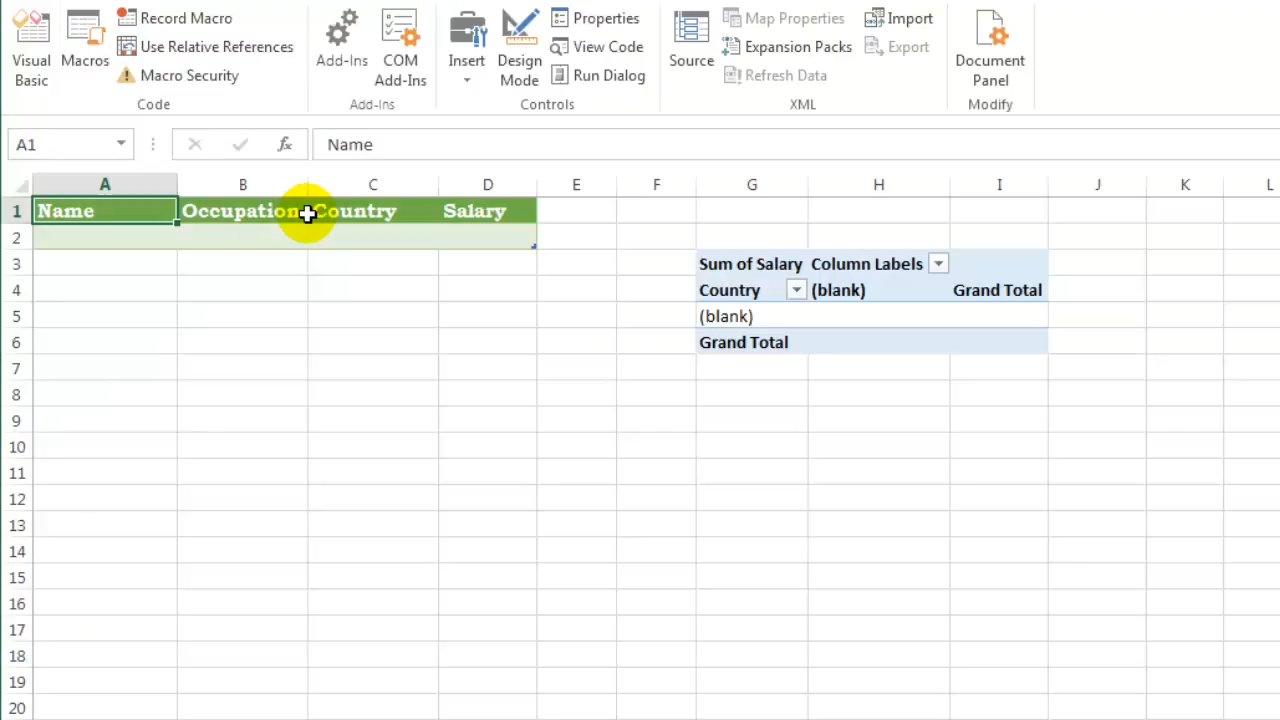 Visual Basic
Macros
Record Macro
Use Relative References
Macro Security
Code
Add-Ins
COM Add-Ins
Add-Ins
Insert
Design Mode
Properties
View Code
Run Dialog
Controls
Source
Map Properties
Expansion Packs
Refresh Data
Import
Export
XML
Document Panel
Modify
A1
fx
Name
A B C D E F G H I J K L
1 Name Occupation Country Salary
2
3 Sum of Salary Column Labels
4 Country (blank) Grand Total
5 (blank)
6 Grand Total
7
8
9
10
11
12
13
14
15
16
17
18
19
20